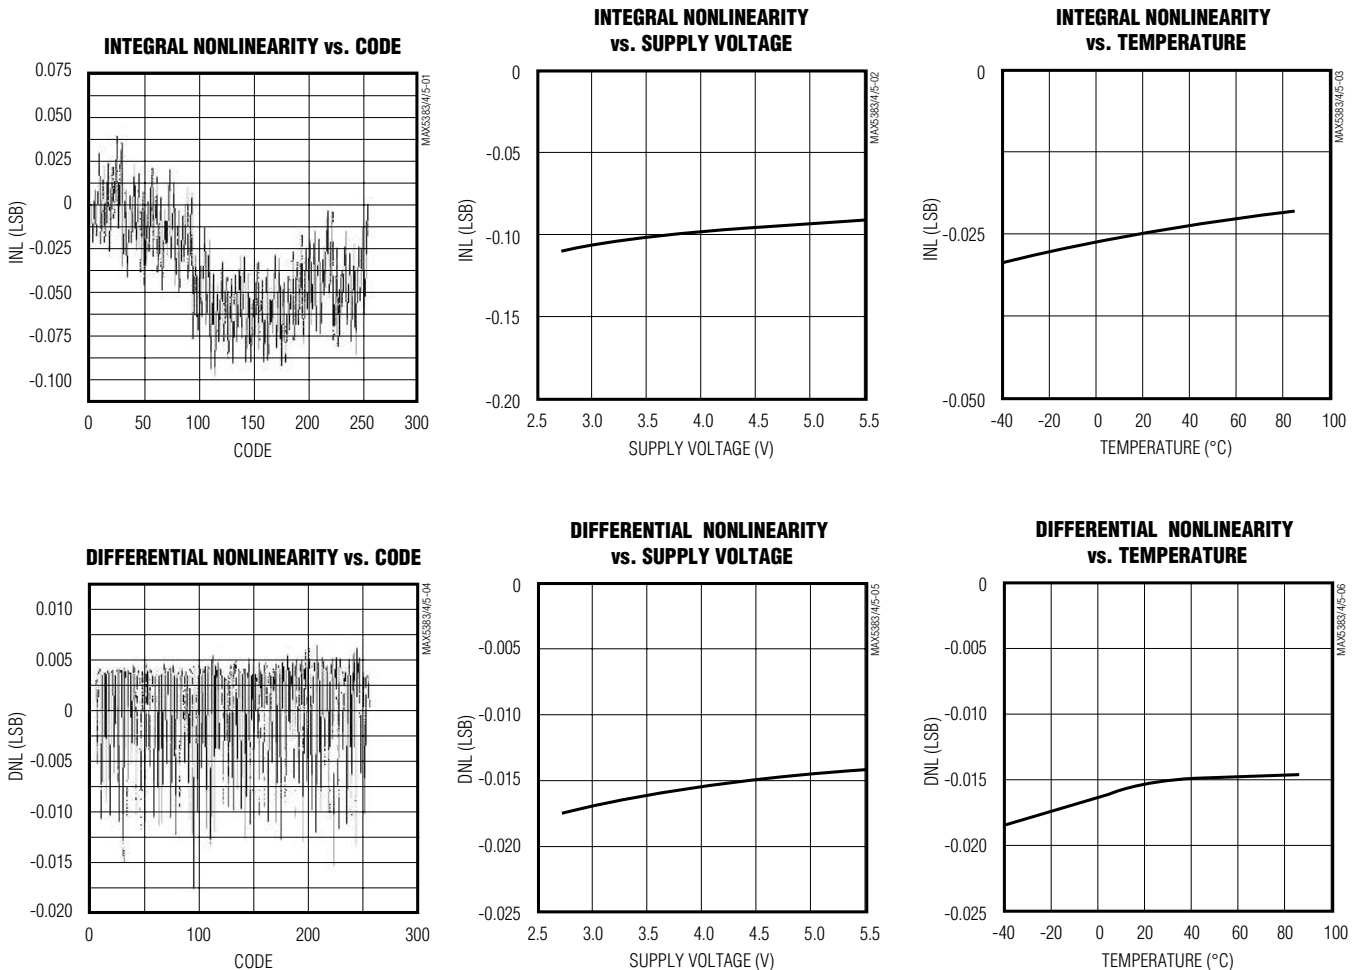 INTEGRAL NONLINEARITY vs. CODE
0.075
0.050
0.025
0
-0.025
-0.050
-0.075
-0.100
INL (LSB)
0 50 100 150 200 250 300
CODE
MAX5383/4/5-01
INTEGRAL NONLINEARITY
vs. SUPPLY VOLTAGE
0
-0.05
-0.10
-0.15
-0.20
INL (LSB)
2.5 3.0 3.5 4.0 4.5 5.0 5.5
SUPPLY VOLTAGE (V)
MAX5383/4/5-02
INTEGRAL NONLINEARITY
vs. TEMPERATURE
0
-0.025
-0.050
INL (LSB)
-40 -20 0 20 40 60 80 100
TEMPERATURE (°C)
MAX5383/4/5-03
DIFFERENTIAL NONLINEARITY vs. CODE
0.010
0.005
0
-0.005
-0.010
-0.015
-0.020
DNL (LSB)
0 50 100 150 200 250 300
CODE
MAX5383/4/5-04
DIFFERENTIAL NONLINEARITY
vs. SUPPLY VOLTAGE
0
-0.005
-0.010
-0.015
-0.020
-0.025
DNL (LSB)
2.5 3.0 3.5 4.0 4.5 5.0 5.5
SUPPLY VOLTAGE (V)
MAX5383/4/5-05
DIFFERENTIAL NONLINEARITY
vs. TEMPERATURE
0
-0.005
-0.010
-0.015
-0.020
-0.025
DNL (LSB)
-40 -20 0 20 40 60 80 100
TEMPERATURE (°C)
MAX5383/4/5-06